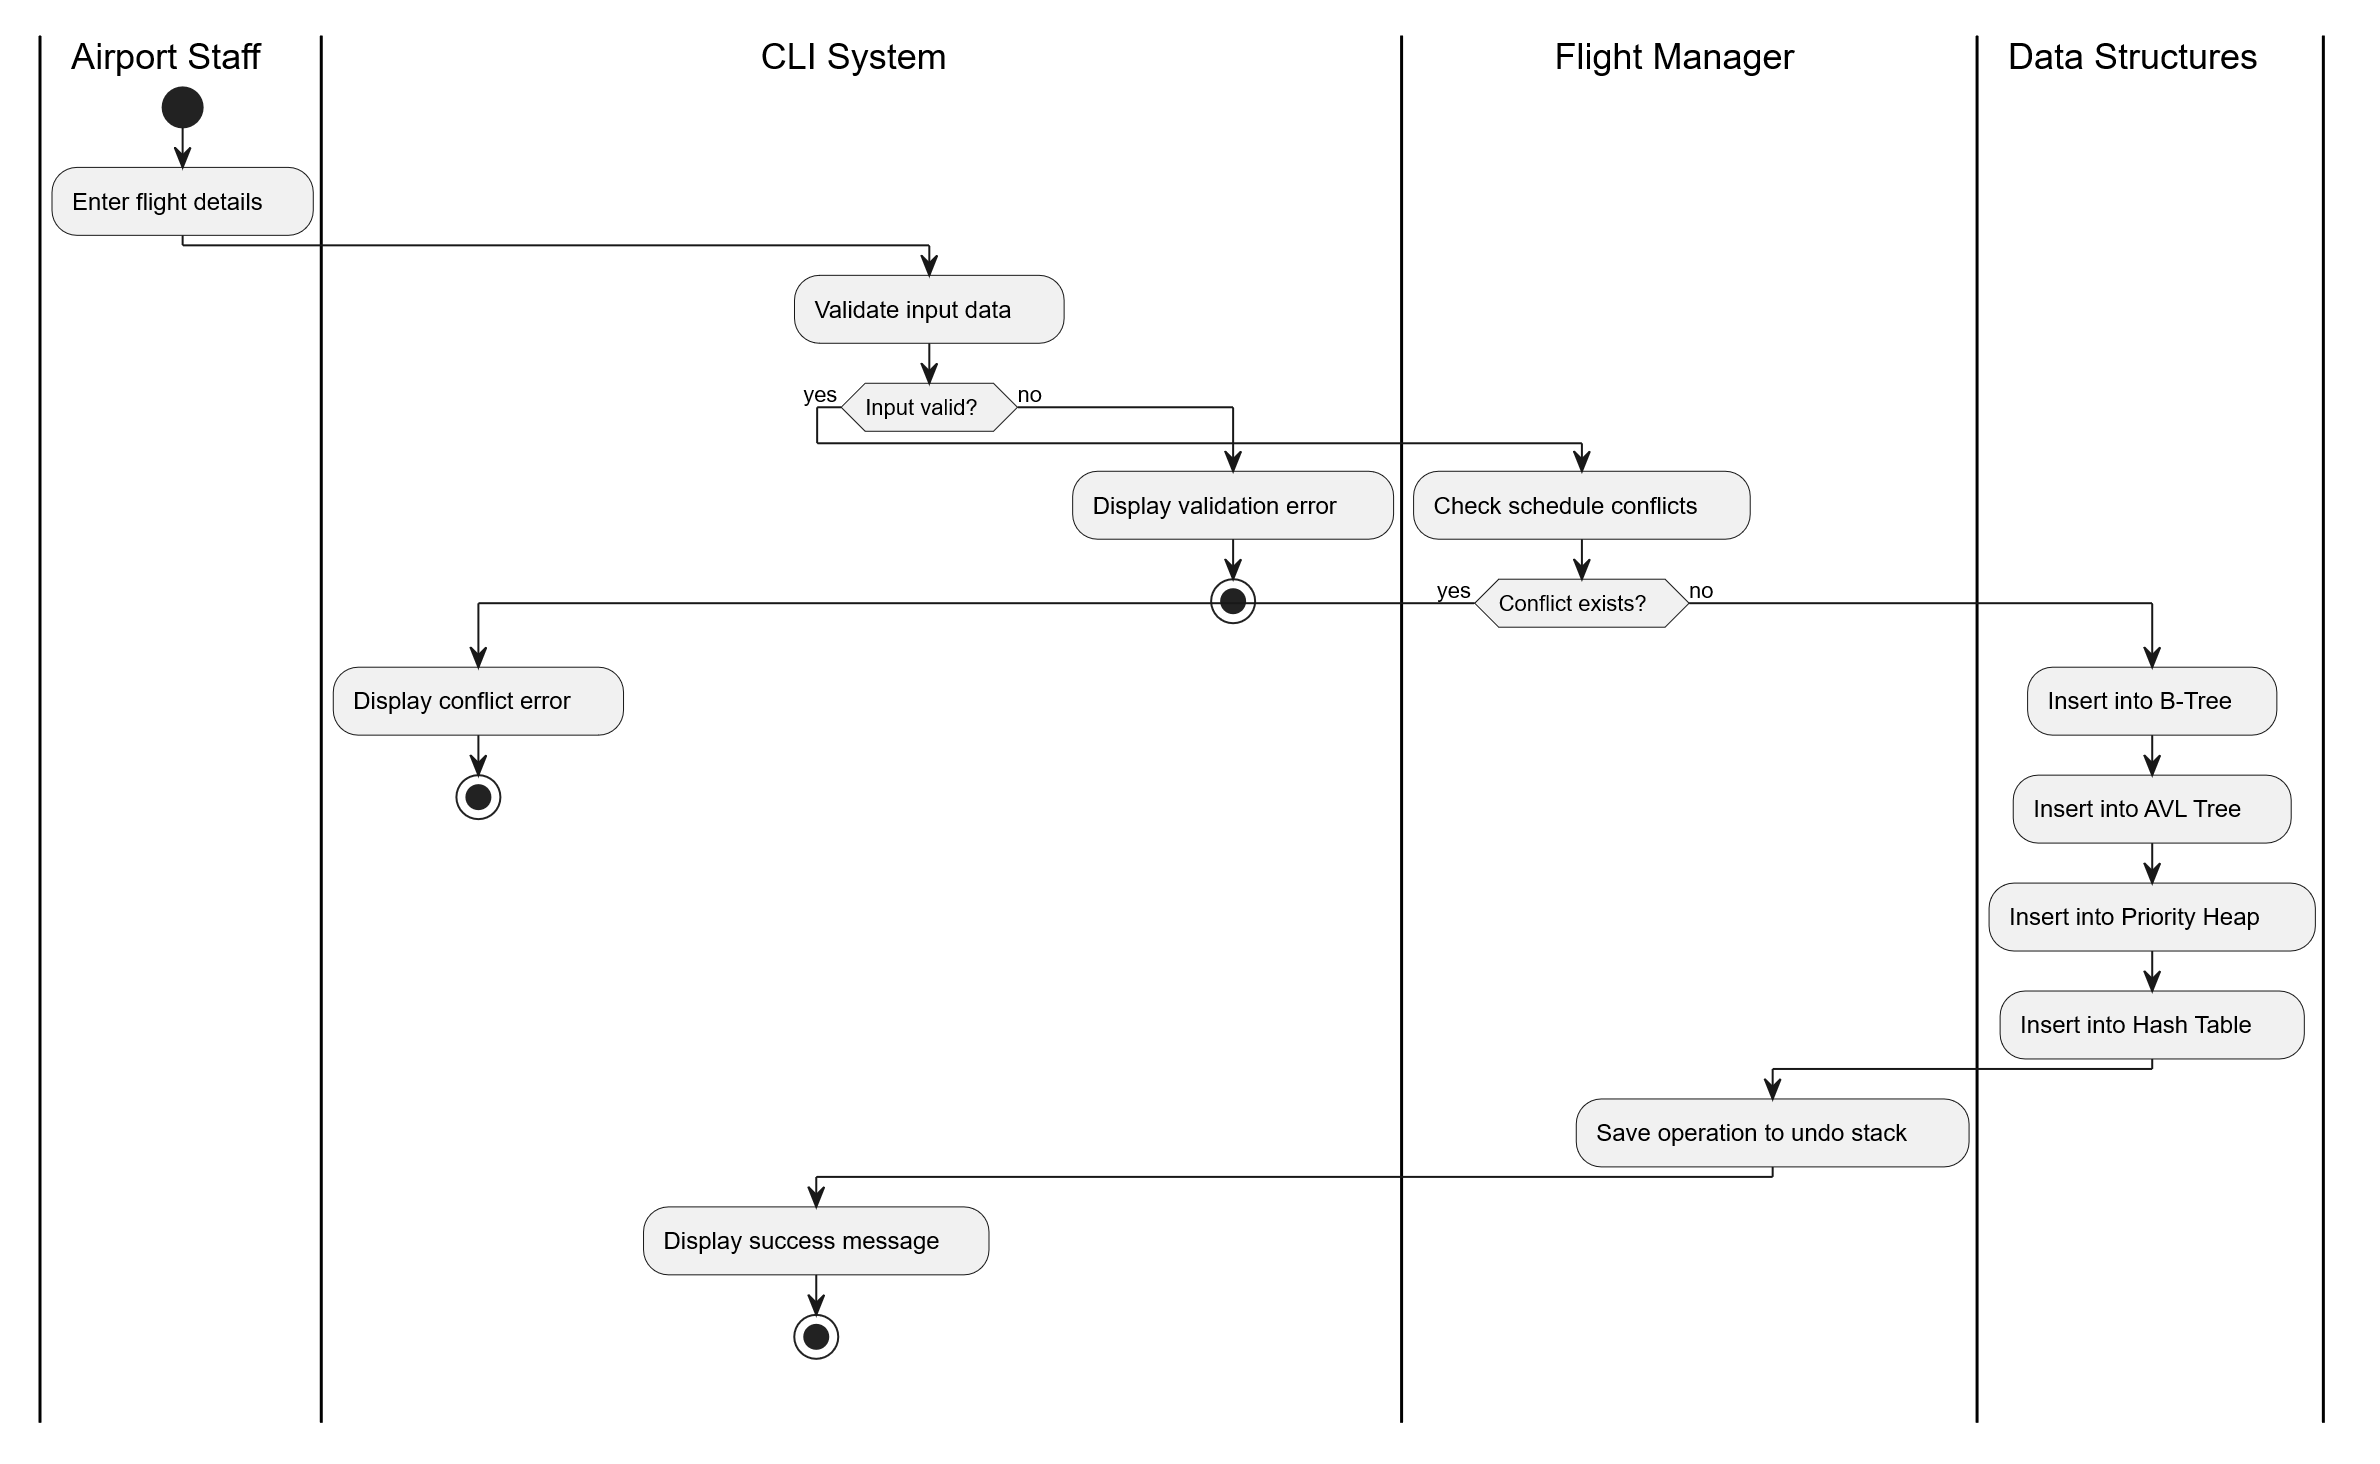 Airport Staff
CLI System
Flight Manager
Data Structures
Enter flight details
Validate input data
yes
Input valid?
no
Display validation error
Check schedule conflicts
yes
Conflict exists?
no
Display conflict error
Insert into B-Tree
Insert into AVL Tree
Insert into Priority Heap
Insert into Hash Table
Save operation to undo stack
Display success message